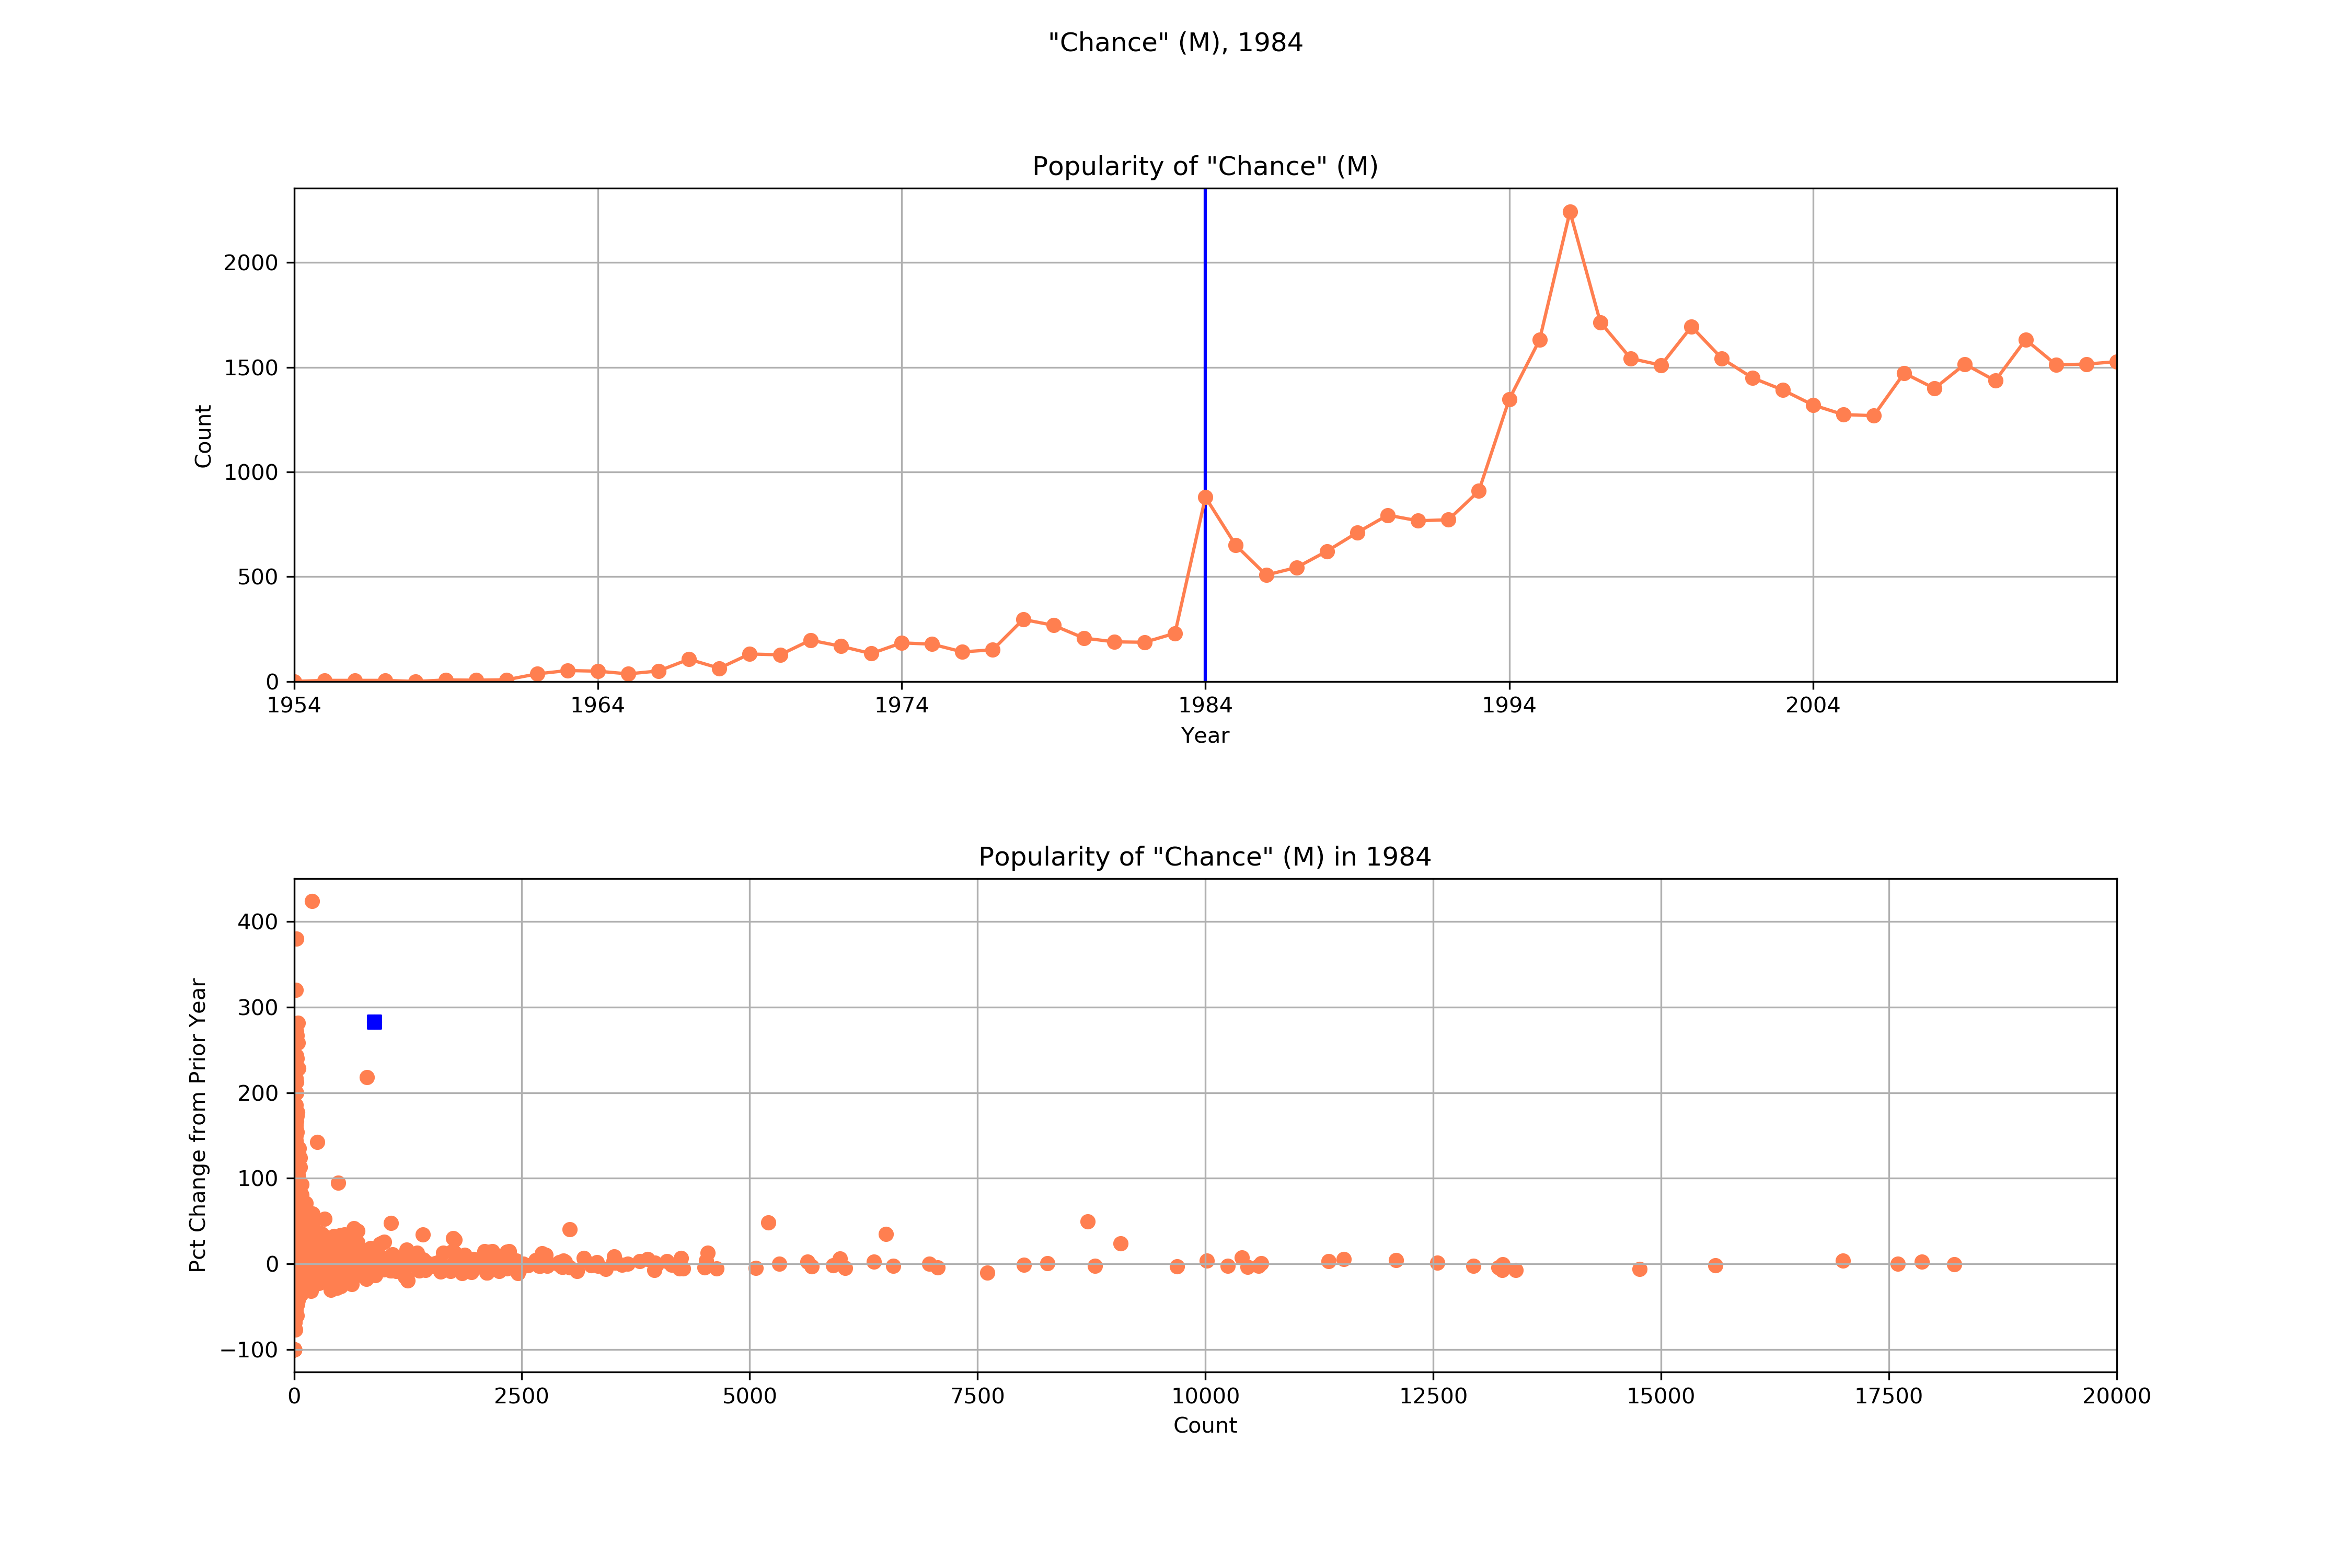 "Chance" (M), 1984
Popularity of "Chance" (M)
2000
1500
1000
500
0
Count
1954 1964 1974 1984 1994 2004
Year
Popularity of "Chance" (M) in 1984
400
300
200
100
0
−100
Pct Change from Prior Year
0 2500 5000 7500 10000 12500 15000 17500 20000
Count